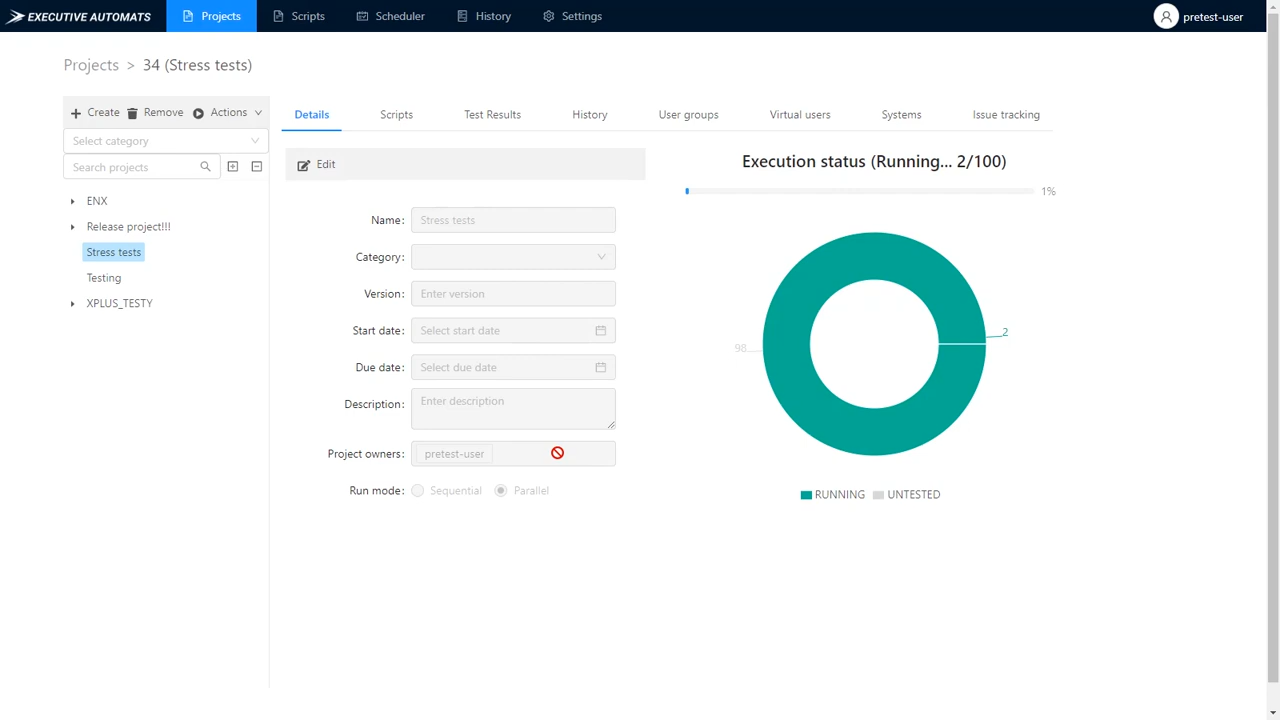 EXECUTIVE AUTOMATS Projects Scripts Scheduler History Settings pretest-user
Projects > 34 (Stress tests)
Create Remove Actions
Select category
Search projects
ENX
Release project!!!
Stress tests
Testing
XPLUS_TESTY
Details Scripts Test Results History User groups Virtual users Systems Issue tracking
Edit
Name: Stress tests
Category:
Version: Enter version
Start date: Select start date
Due date: Select due date
Description: Enter description
Project owners: pretest-user
Run mode: Sequential Parallel
Execution status (Running... 2/100)
1%
2
98
RUNNING UNTESTED